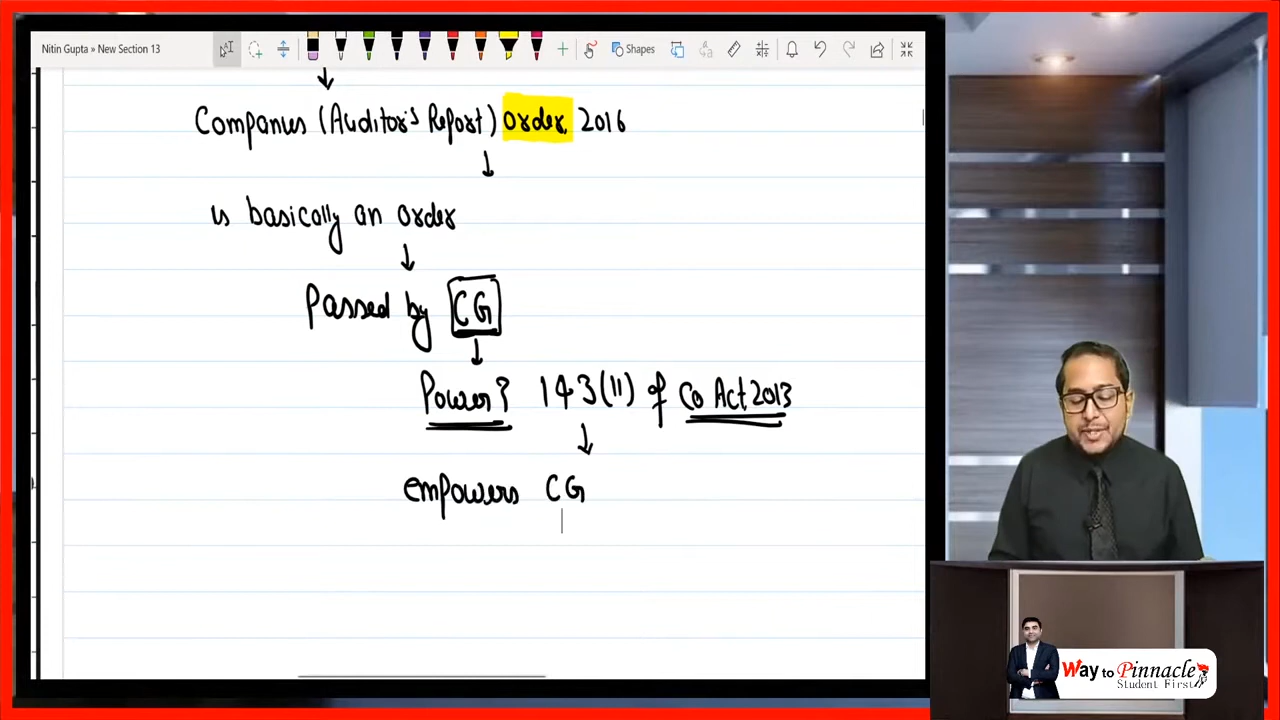 Nitin Gupta » New Section 13
Shapes
Companies (Auditor's Report) Order, 2016
is basically an order
Passed by CG
Power? 143(11) of Co Act 2013
empowers CG
Way to Pinnacle
Student First